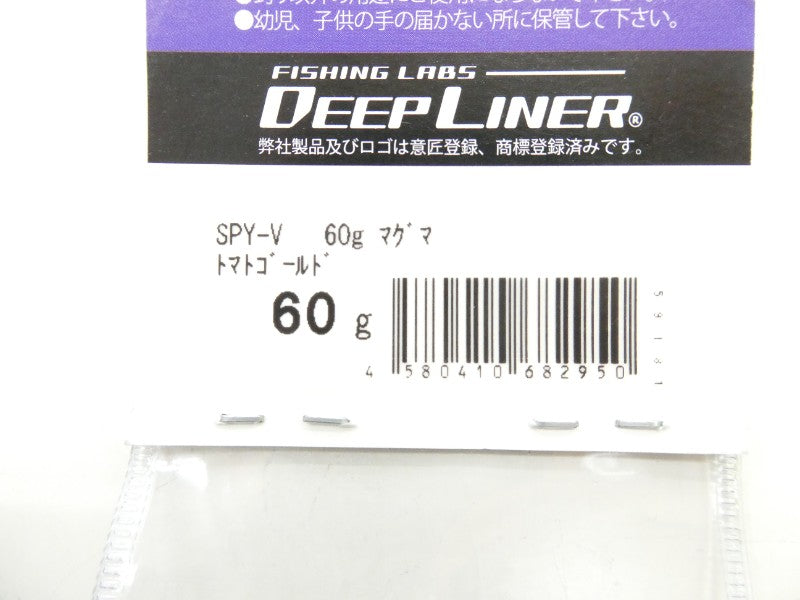 ●幼児、子供の手の届かない所に保管して下さい。
FISHING LABS
DEEP LINER®
弊社製品及びロゴは意匠登録、商標登録済みです。
SPY-V 60g ﾏｸﾞﾏ
ﾄﾏﾄｺﾞｰﾙﾄﾞ
60 g
4 580410 682950
59181